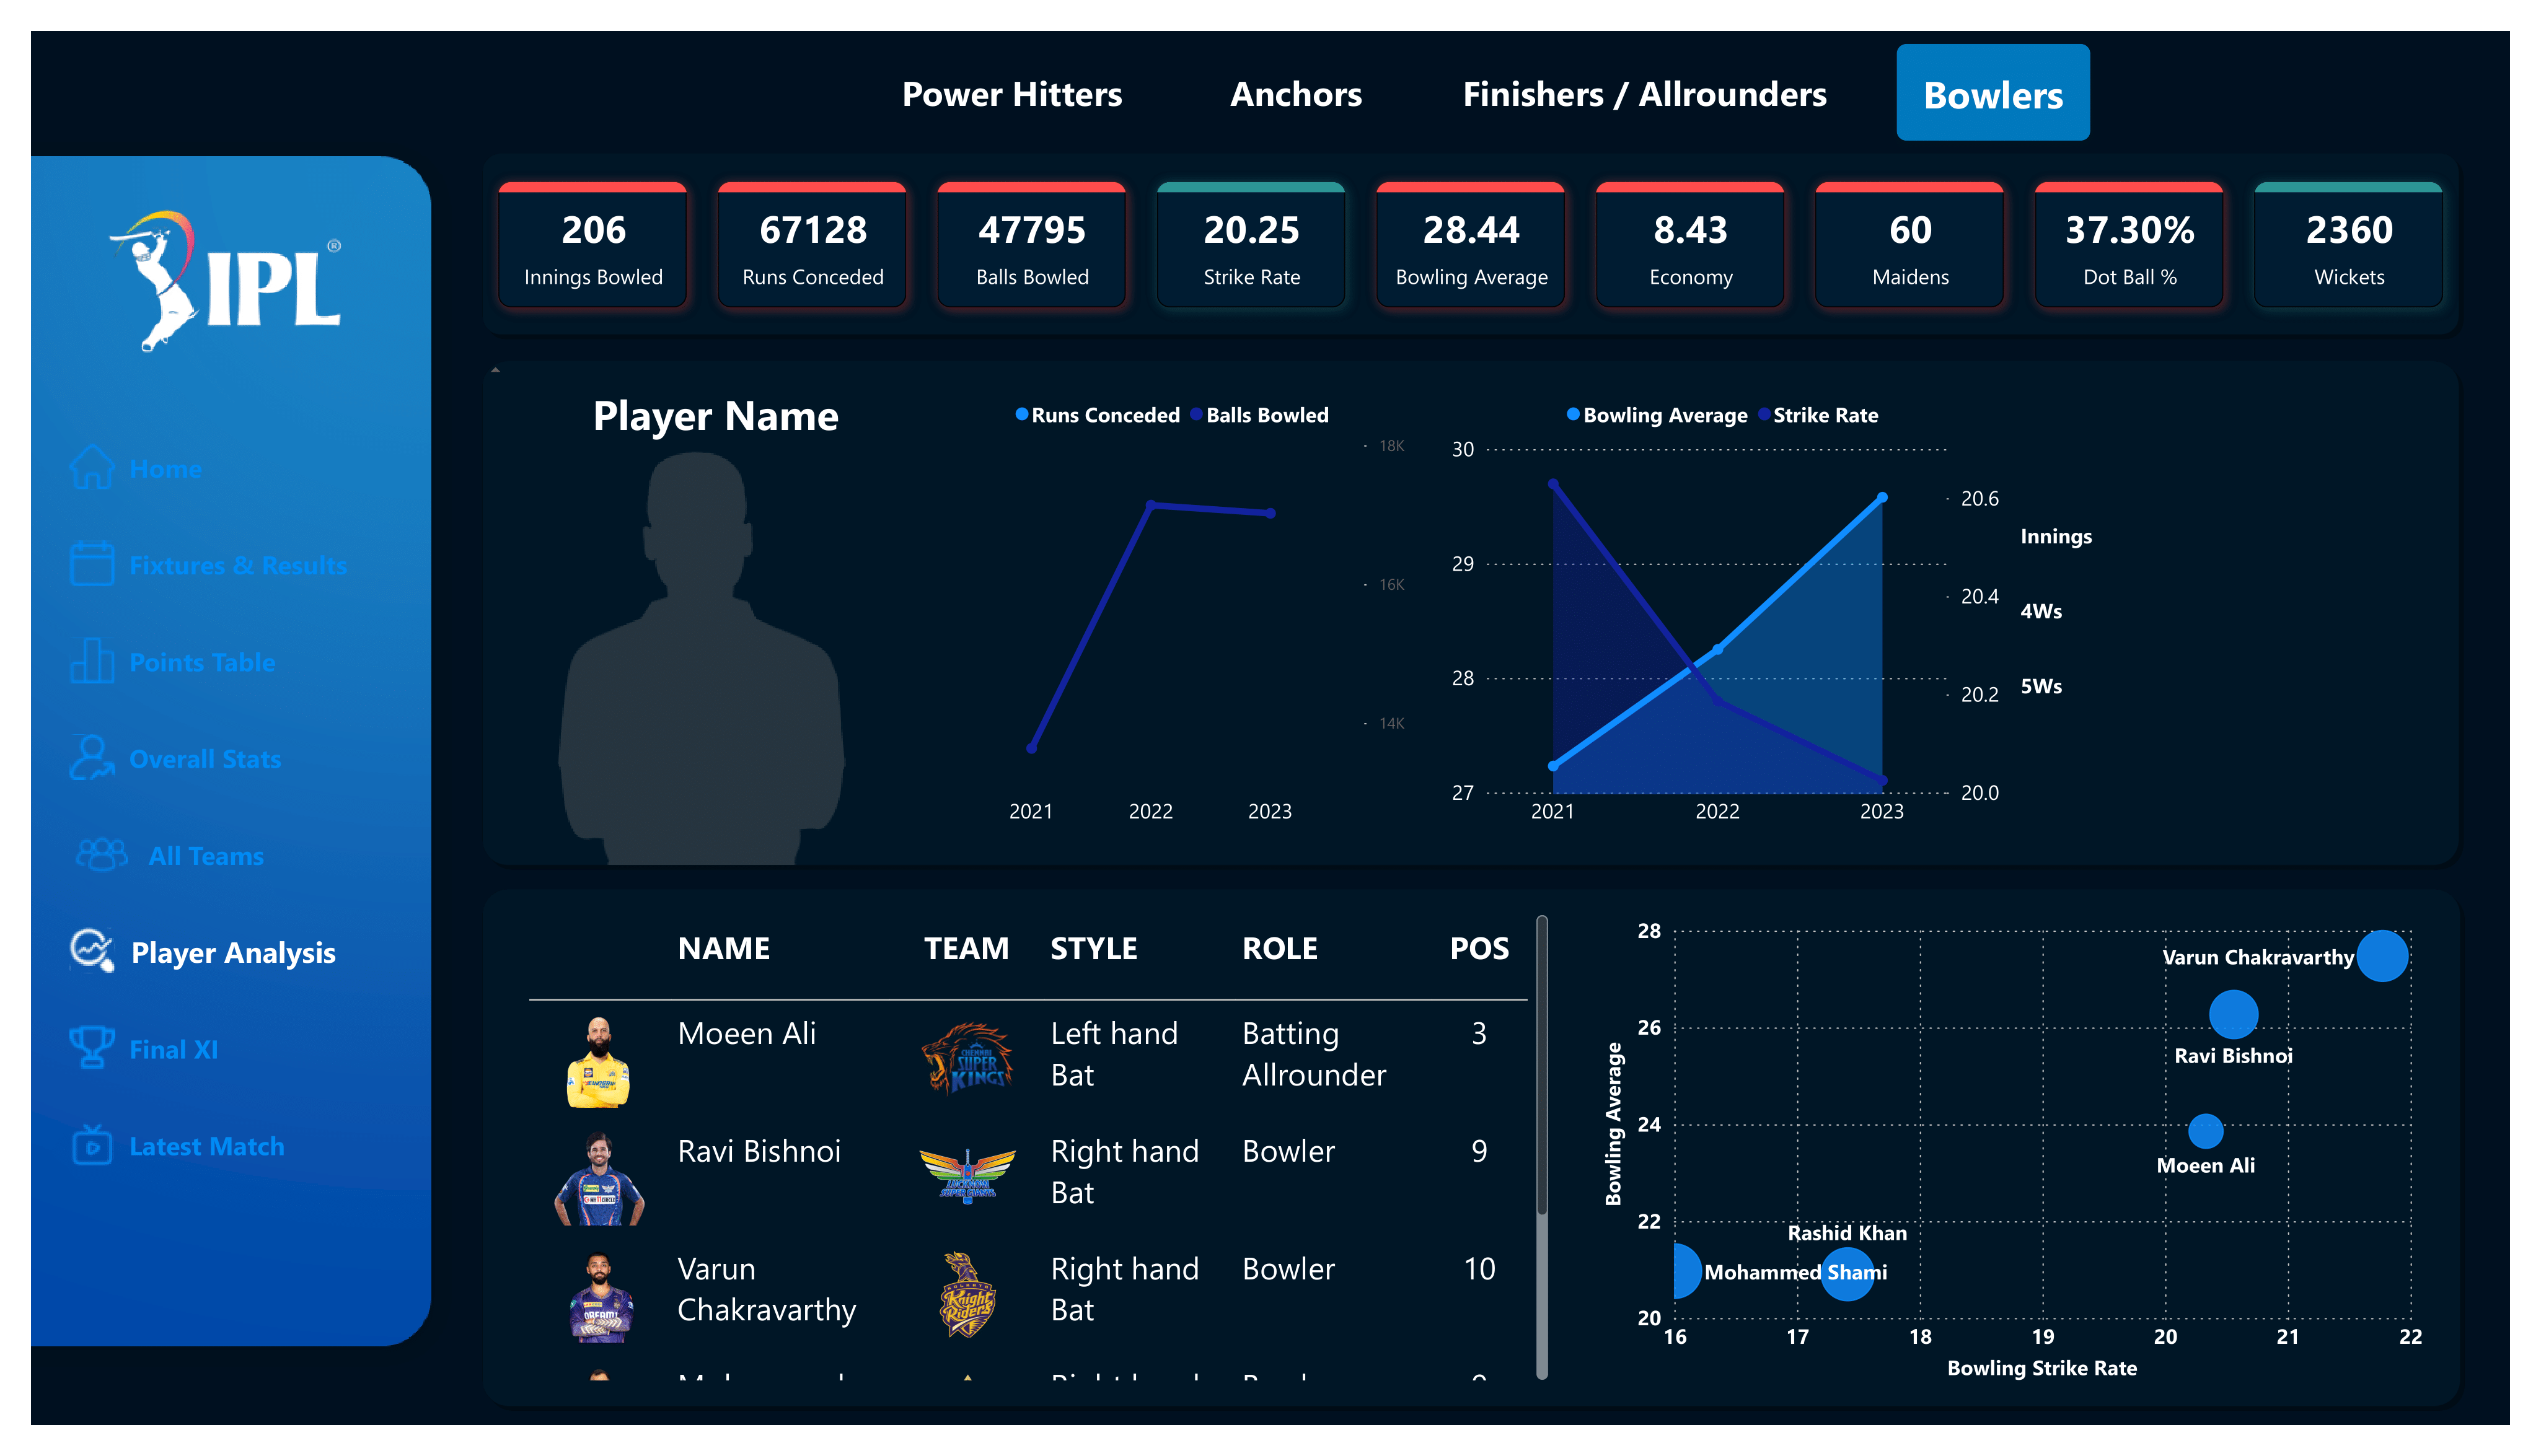 Power Hitters
Anchors
Finishers / Allrounders
Bowlers
IPL®
Home
Fixtures & Results
Points Table
Overall Stats
All Teams
Player Analysis
Final XI
Latest Match
206
Innings Bowled
67128
Runs Conceded
47795
Balls Bowled
20.25
Strike Rate
28.44
Bowling Average
8.43
Economy
60
Maidens
37.30%
Dot Ball %
2360
Wickets
Player Name
Runs Conceded Balls Bowled
18K
16K
14K
2021 2022 2023
Bowling Average Strike Rate
30
29
28
27
20.6
20.4
20.2
20.0
2021 2022 2023
Innings
4Ws
5Ws
NAME TEAM STYLE ROLE POS
Moeen Ali
CHENNAI
SUPER
KINGS
Left hand
Bat
Batting
Allrounder
3
Ravi Bishnoi
LUCKNOW
SUPER GIANTS
Right hand
Bat
Bowler
9
Varun
Chakravarthy
Knight
Riders
Right hand
Bat
Bowler
10
Bowling Average
28
26
24
22
20
Varun Chakravarthy
Ravi Bishnoi
Moeen Ali
Rashid Khan
Mohammed Shami
16 17 18 19 20 21 22
Bowling Strike Rate